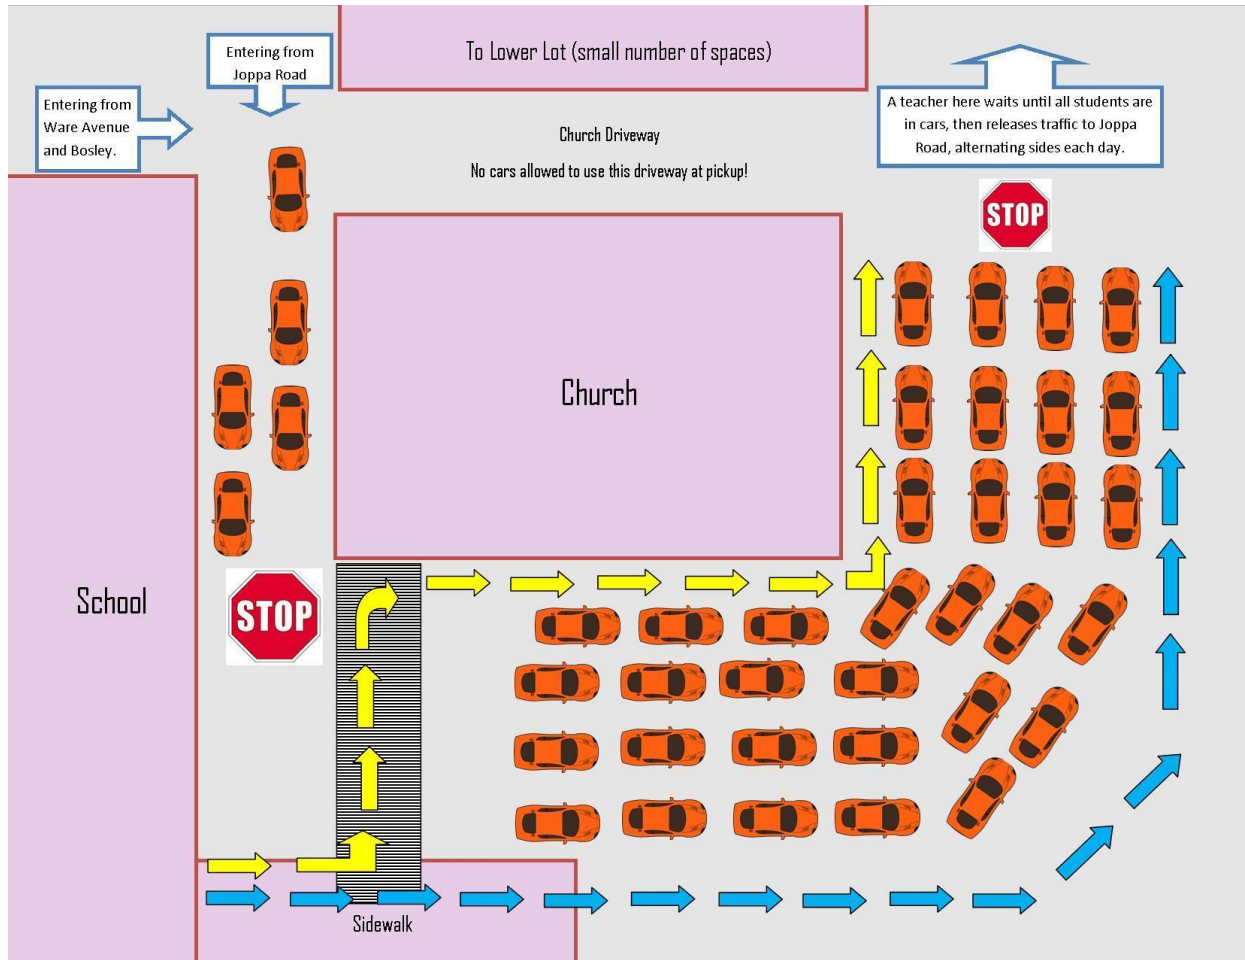 To Lower Lot (small number of spaces)
Entering from
Joppa Road
Entering from
Ware Avenue
and Bosley.
A teacher here waits until all students are
in cars, then releases traffic to Joppa
Road, alternating sides each day.
Church Driveway
No cars allowed to use this driveway at pickup!
STOP
Church
School
STOP
Sidewalk